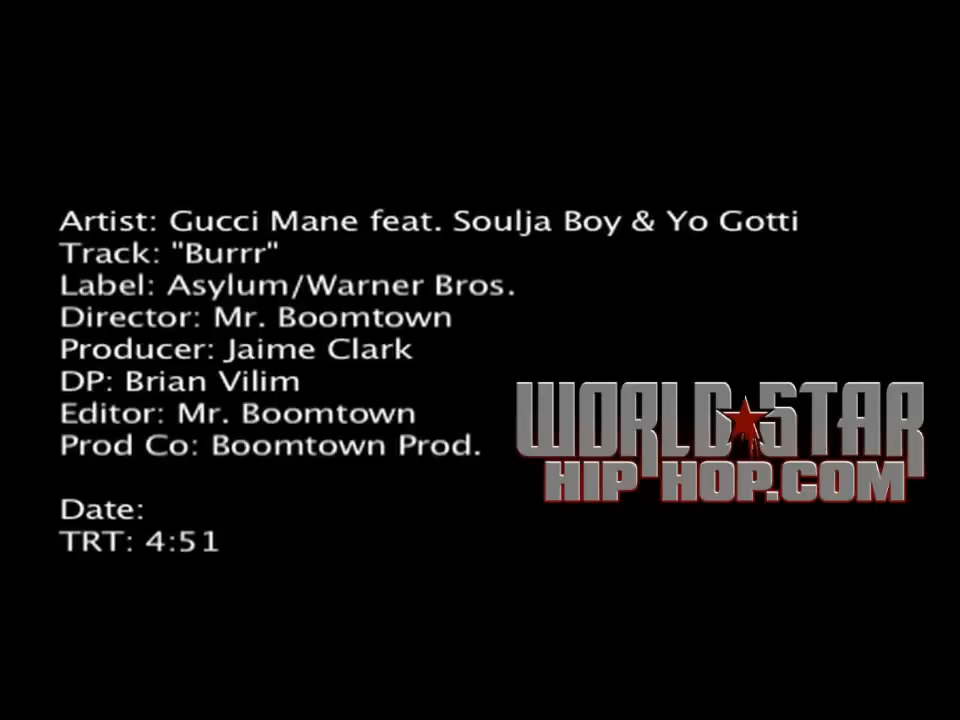 Artist: Gucci Mane feat. Soulja Boy & Yo Gotti
Track: "Burrr"
Label: Asylum/Warner Bros.
Director: Mr. Boomtown
Producer: Jaime Clark
DP: Brian Vilim
Editor: Mr. Boomtown
Prod Co: Boomtown Prod.
Date:
TRT: 4:51
WORLD STAR
HIP-HOP.COM